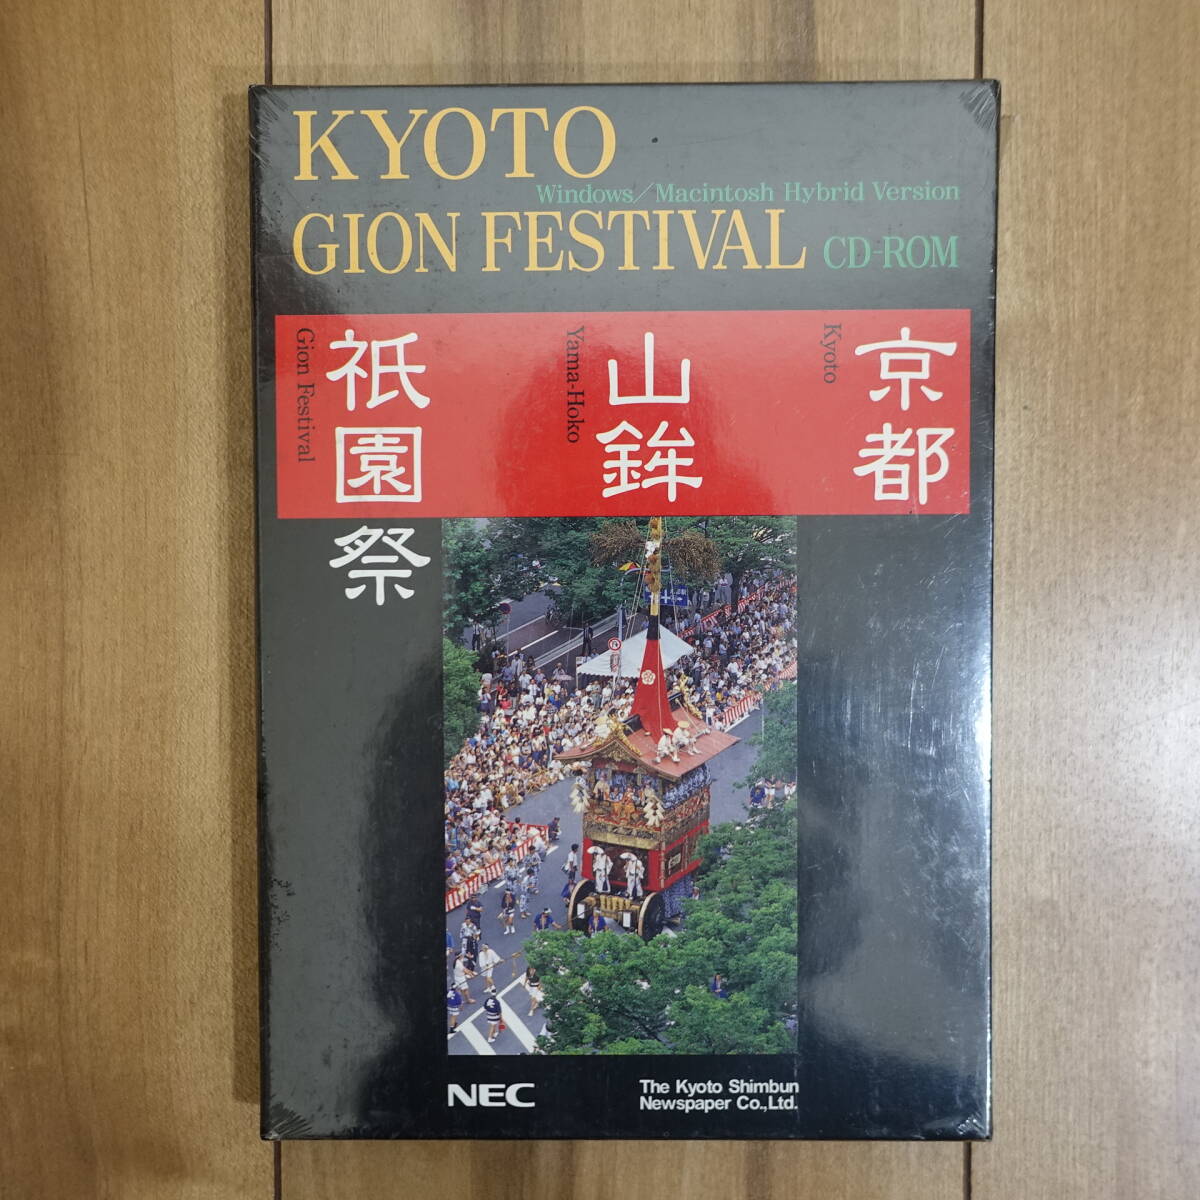 KYOTO
Windows/Macintosh Hybrid Version
GION FESTIVAL CD-ROM
京都
Kyoto
山鉾
Yama-Hoko
祇園祭
Gion Festival
NEC
The Kyoto Shimbun
Newspaper Co.,Ltd.